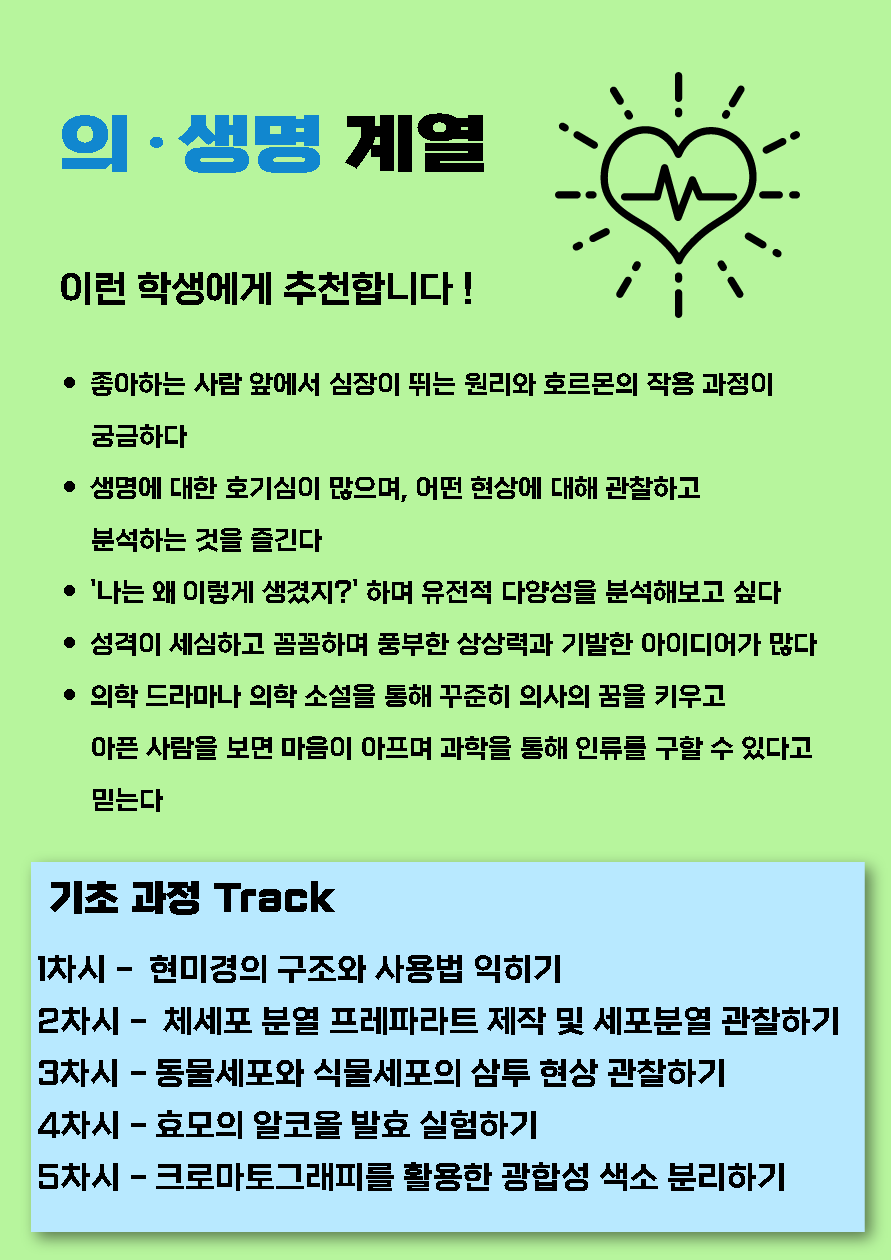 의·생명 계열
이런 학생에게 추천합니다 !
• 좋아하는 사람 앞에서 심장이 뛰는 원리와 호르몬의 작용 과정이
궁금하다
• 생명에 대한 호기심이 많으며, 어떤 현상에 대해 관찰하고
분석하는 것을 즐긴다
• '나는 왜 이렇게 생겼지?' 하며 유전적 다양성을 분석해보고 싶다
• 성격이 세심하고 꼼꼼하며 풍부한 상상력과 기발한 아이디어가 많다
• 의학 드라마나 의학 소설을 통해 꾸준히 의사의 꿈을 키우고
아픈 사람을 보면 마음이 아프며 과학을 통해 인류를 구할 수 있다고
믿는다
기초 과정 Track
1차시 - 현미경의 구조와 사용법 익히기
2차시 - 체세포 분열 프레파라트 제작 및 세포분열 관찰하기
3차시 - 동물세포와 식물세포의 삼투 현상 관찰하기
4차시 - 효모의 알코올 발효 실험하기
5차시 - 크로마토그래피를 활용한 광합성 색소 분리하기